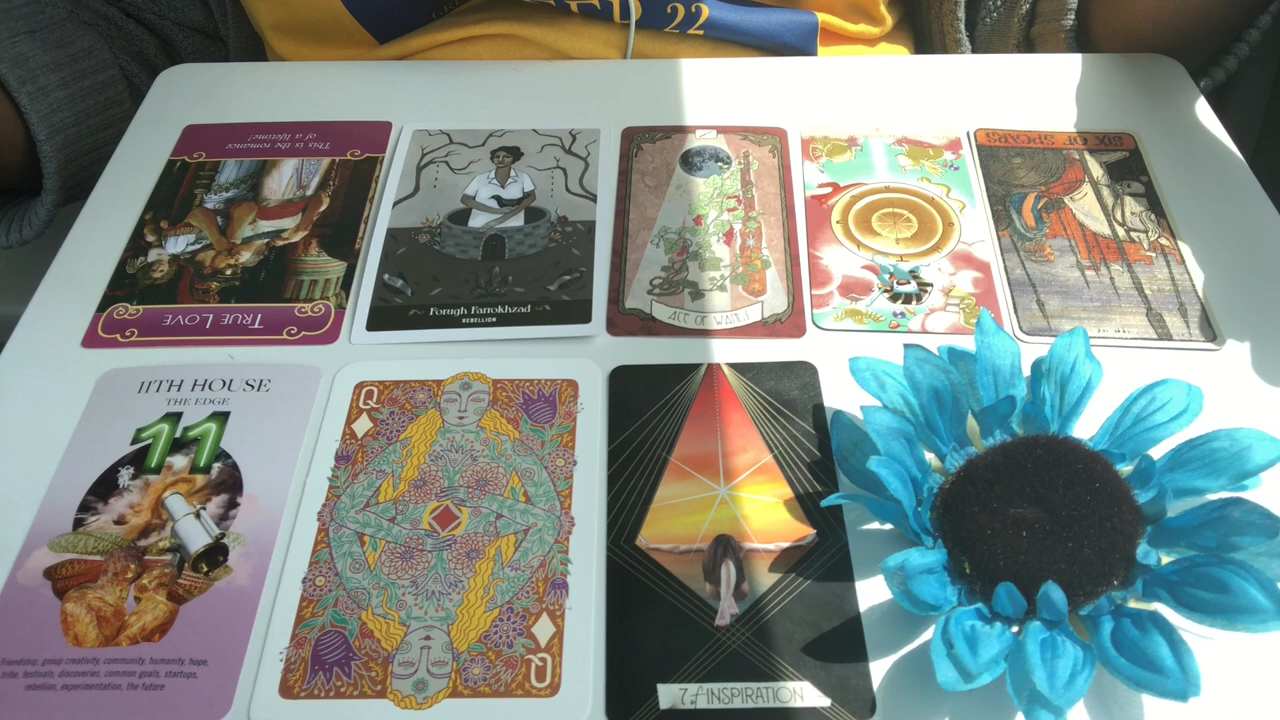 22
This is the romance
of a lifetime!
TRUE LOVE
Forugh Farrokhzad
REBELLION
ACE OF WANDS
SIX OF SPEARS
11TH HOUSE
THE EDGE
11
Friendship, group creativity, community, humanity, hope,
tribe, festivals, discoveries, common goals, startups,
rebellion, experimentation, the future
Q
Q
7 of INSPIRATION